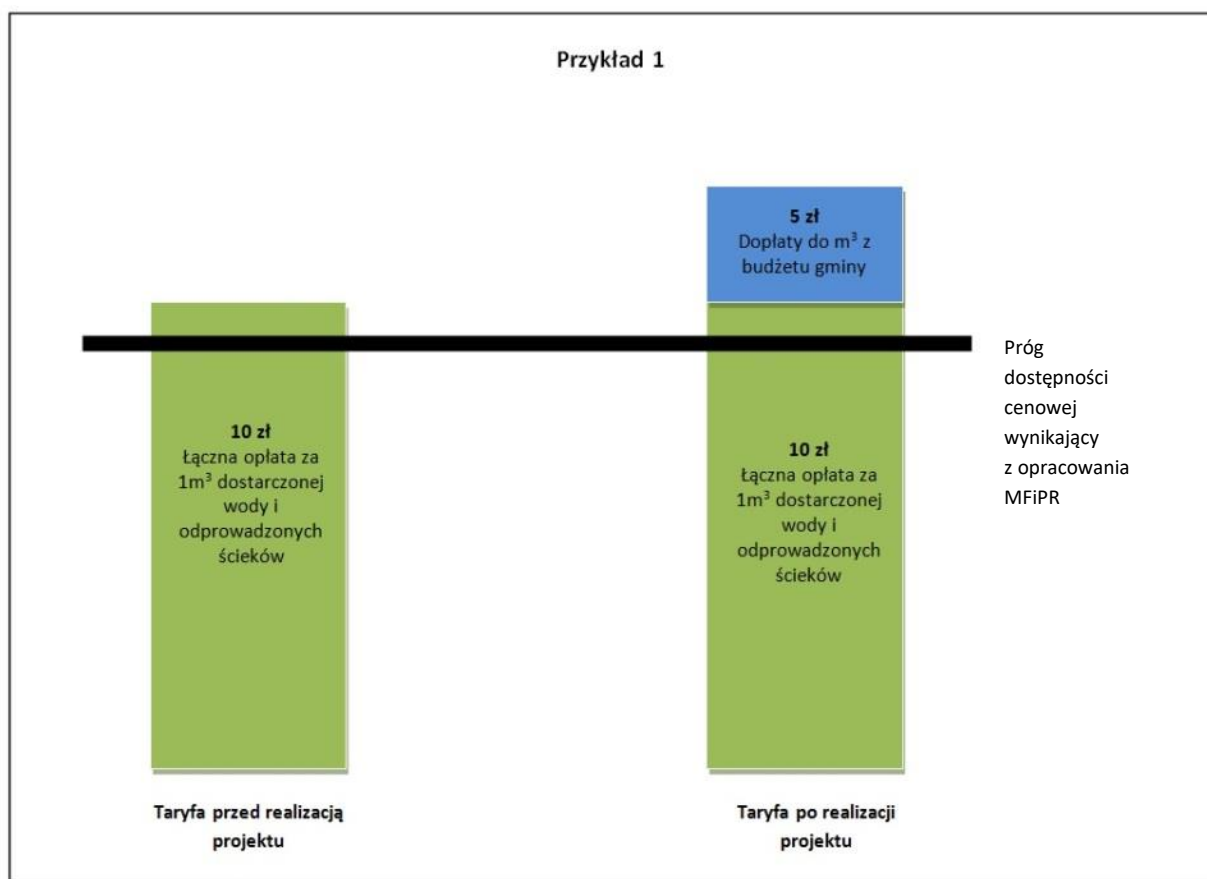 Przykład 1
5 zł
Dopłaty do m³ z
budżetu gminy
10 zł
Łączna opłata za
1m³ dostarczonej
wody i
odprowadzonych
ścieków
10 zł
Łączna opłata za
1m³ dostarczonej
wody i
odprowadzonych
ścieków
Próg
dostępności
cenowej
wynikający
z opracowania
MFiPR
Taryfa przed realizacją
projektu
Taryfa po realizacji
projektu